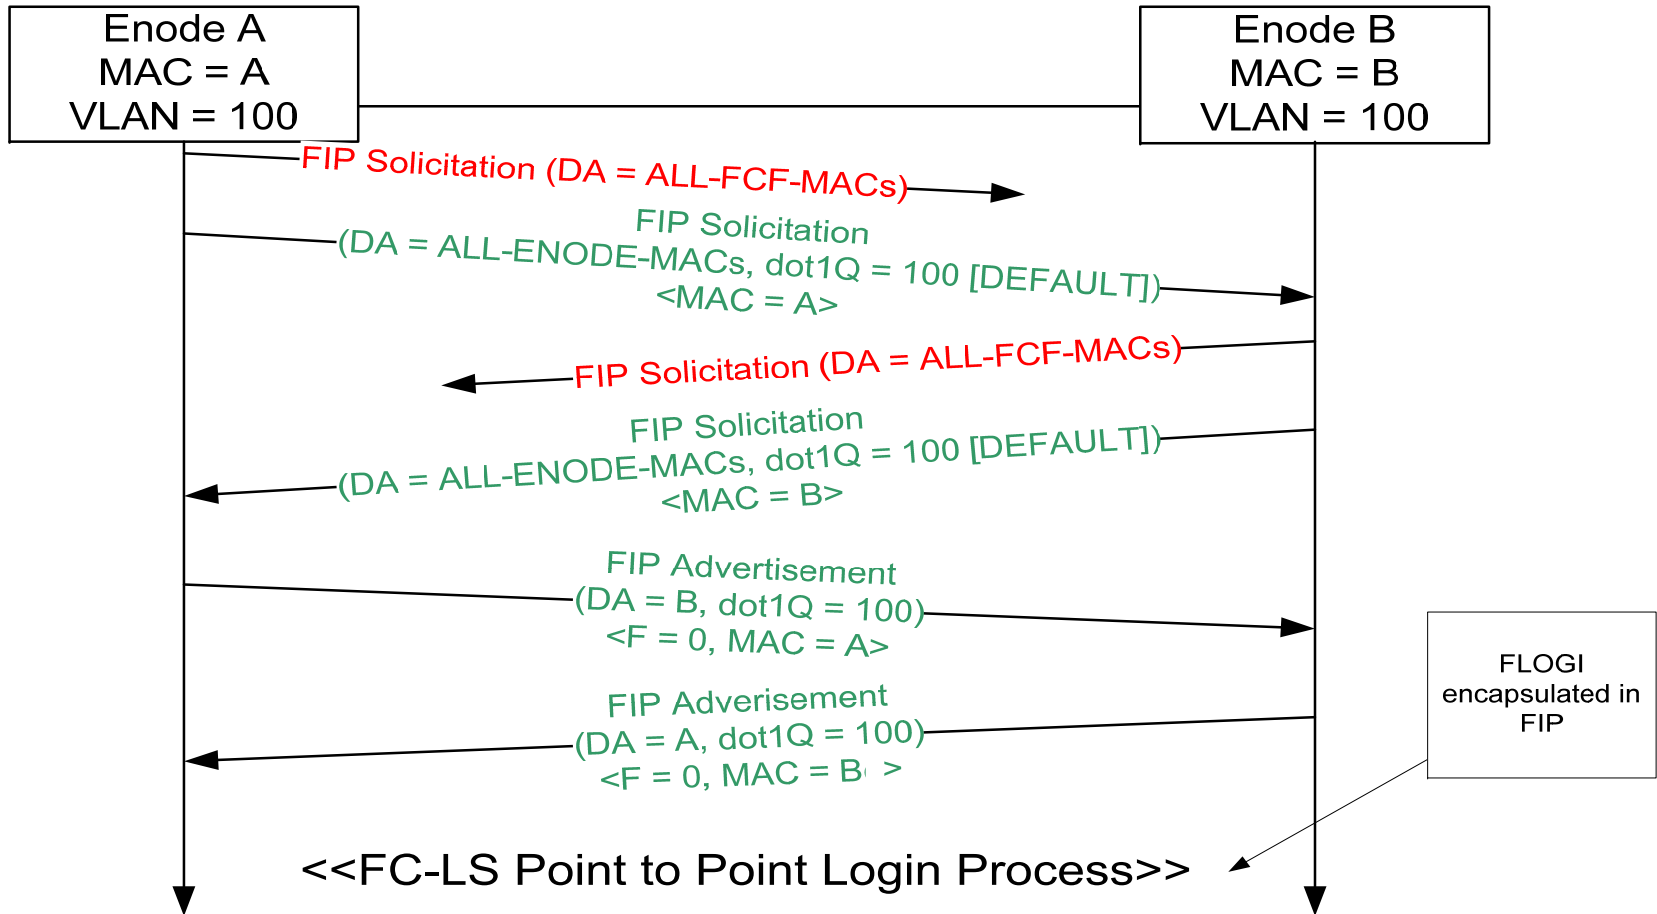 Enode A
MAC = A
VLAN = 100
Enode B
MAC = B
VLAN = 100
FIP Solicitation (DA = ALL-FCF-MACs)
FIP Solicitation
(DA = ALL-ENODE-MACs, dot1Q = 100 [DEFAULT])
<MAC = A>
FIP Solicitation (DA = ALL-FCF-MACs)
FIP Solicitation
(DA = ALL-ENODE-MACs, dot1Q = 100 [DEFAULT])
<MAC = B>
FIP Advertisement
(DA = B, dot1Q = 100)
<F = 0, MAC = A>
FIP Adverisement
(DA = A, dot1Q = 100)
<F = 0, MAC = B >
FLOGI
encapsulated in
FIP
<<FC-LS Point to Point Login Process>>